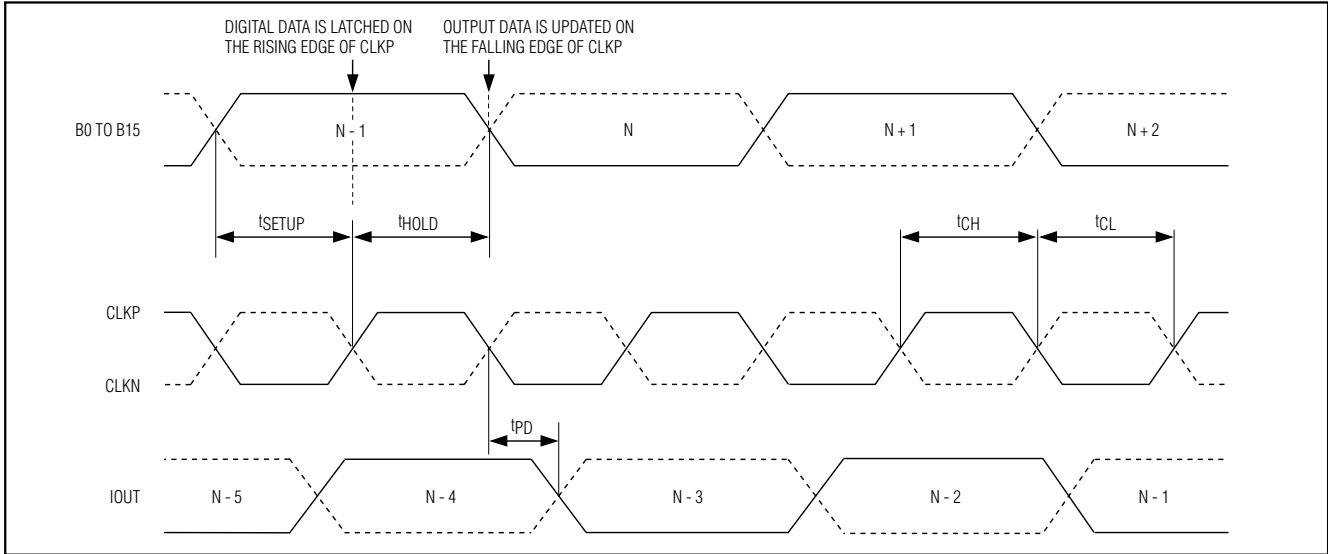 DIGITAL DATA IS LATCHED ON
THE RISING EDGE OF CLKP
OUTPUT DATA IS UPDATED ON
THE FALLING EDGE OF CLKP
B0 TO B15
N - 1
N
N + 1
N + 2
tSETUP
tHOLD
tCH
tCL
CLKP
CLKN
tPD
IOUT
N - 5
N - 4
N - 3
N - 2
N - 1